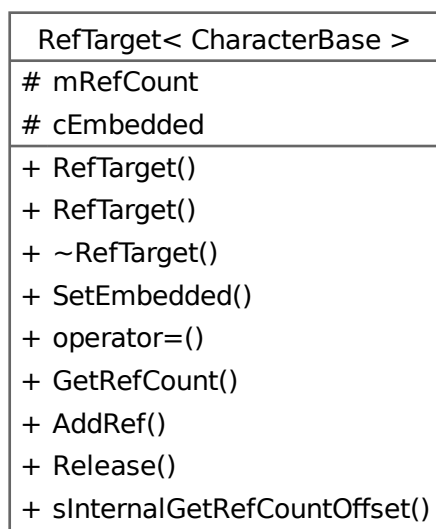 RefTarget< CharacterBase >
# mRefCount
# cEmbedded
+ RefTarget()
+ RefTarget()
+ ~RefTarget()
+ SetEmbedded()
+ operator=()
+ GetRefCount()
+ AddRef()
+ Release()
+ sInternalGetRefCountOffset()